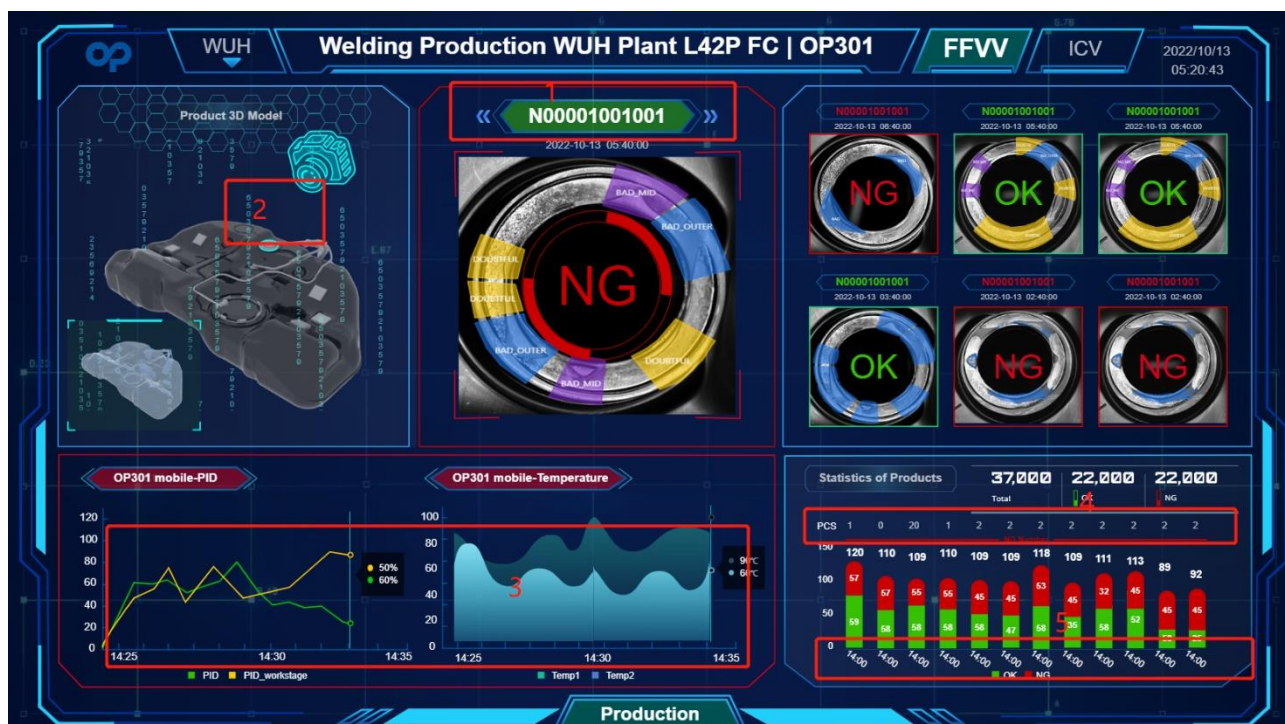 OP
WUH
Welding Production WUH Plant L42P FC | OP301
FFVV
ICV
2022/10/13
05:20:43
Product 3D Model
2
1
« N00001001001 »
2022-10-13 05:40:00
BAD_MID
BAD_OUTER
DOUBTFUL
DOUBTFUL
NG
BAD_OUTER
BAD_MID
DOUBTFUL
N00001001001
2022-10-13 06:40:00
NG
N00001001001
2022-10-13 05:40:00
OK
N00001001001
2022-10-13 05:40:00
OK
N00001001001
2022-10-13 03:40:00
OK
N00001001001
2022-10-13 02:40:00
NG
N00001001001
2022-10-13 02:40:00
NG
OP301 mobile-PID
120
100
80
60
40
20
0
50%
60%
14:25 14:30 14:35
PID PID_workstage
OP301 mobile-Temperature
100
80
60
40
20
0
3
90℃
60℃
14:25 14:30 14:35
Temp1 Temp2
Statistics of Products
37,000 22,000 22,000
Total OK NG
4
PCS 1 0 20 1 2 2 2 2 2 2 2 2
150
100
50
0
120 110 109 110 109 109 118 109 111 113 89 92
57 57 55 55 45 45 53 45 32 45 45 45
59 58 58 58 58 47 58 35 58 52
5
14:00 14:00 14:00 14:00 14:00 14:00 14:00 14:00 14:00 14:00 14:00 14:00
OK NG
Production